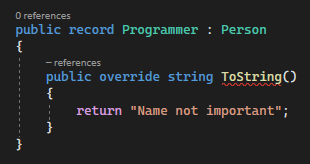 0 references
public record Programmer : Person
{
– references
public override string ToString()
{
return "Name not important";
}
}